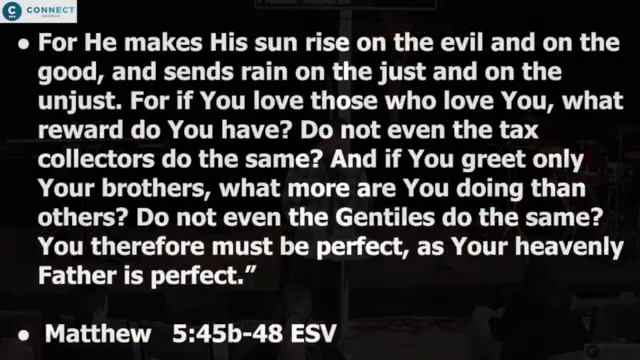 C CONNECT
● For He makes His sun rise on the evil and on the
good, and sends rain on the just and on the
unjust. For if You love those who love You, what
reward do You have? Do not even the tax
collectors do the same? And if You greet only
Your brothers, what more are You doing than
others? Do not even the Gentiles do the same?
You therefore must be perfect, as Your heavenly
Father is perfect.”
● Matthew 5:45b-48 ESV